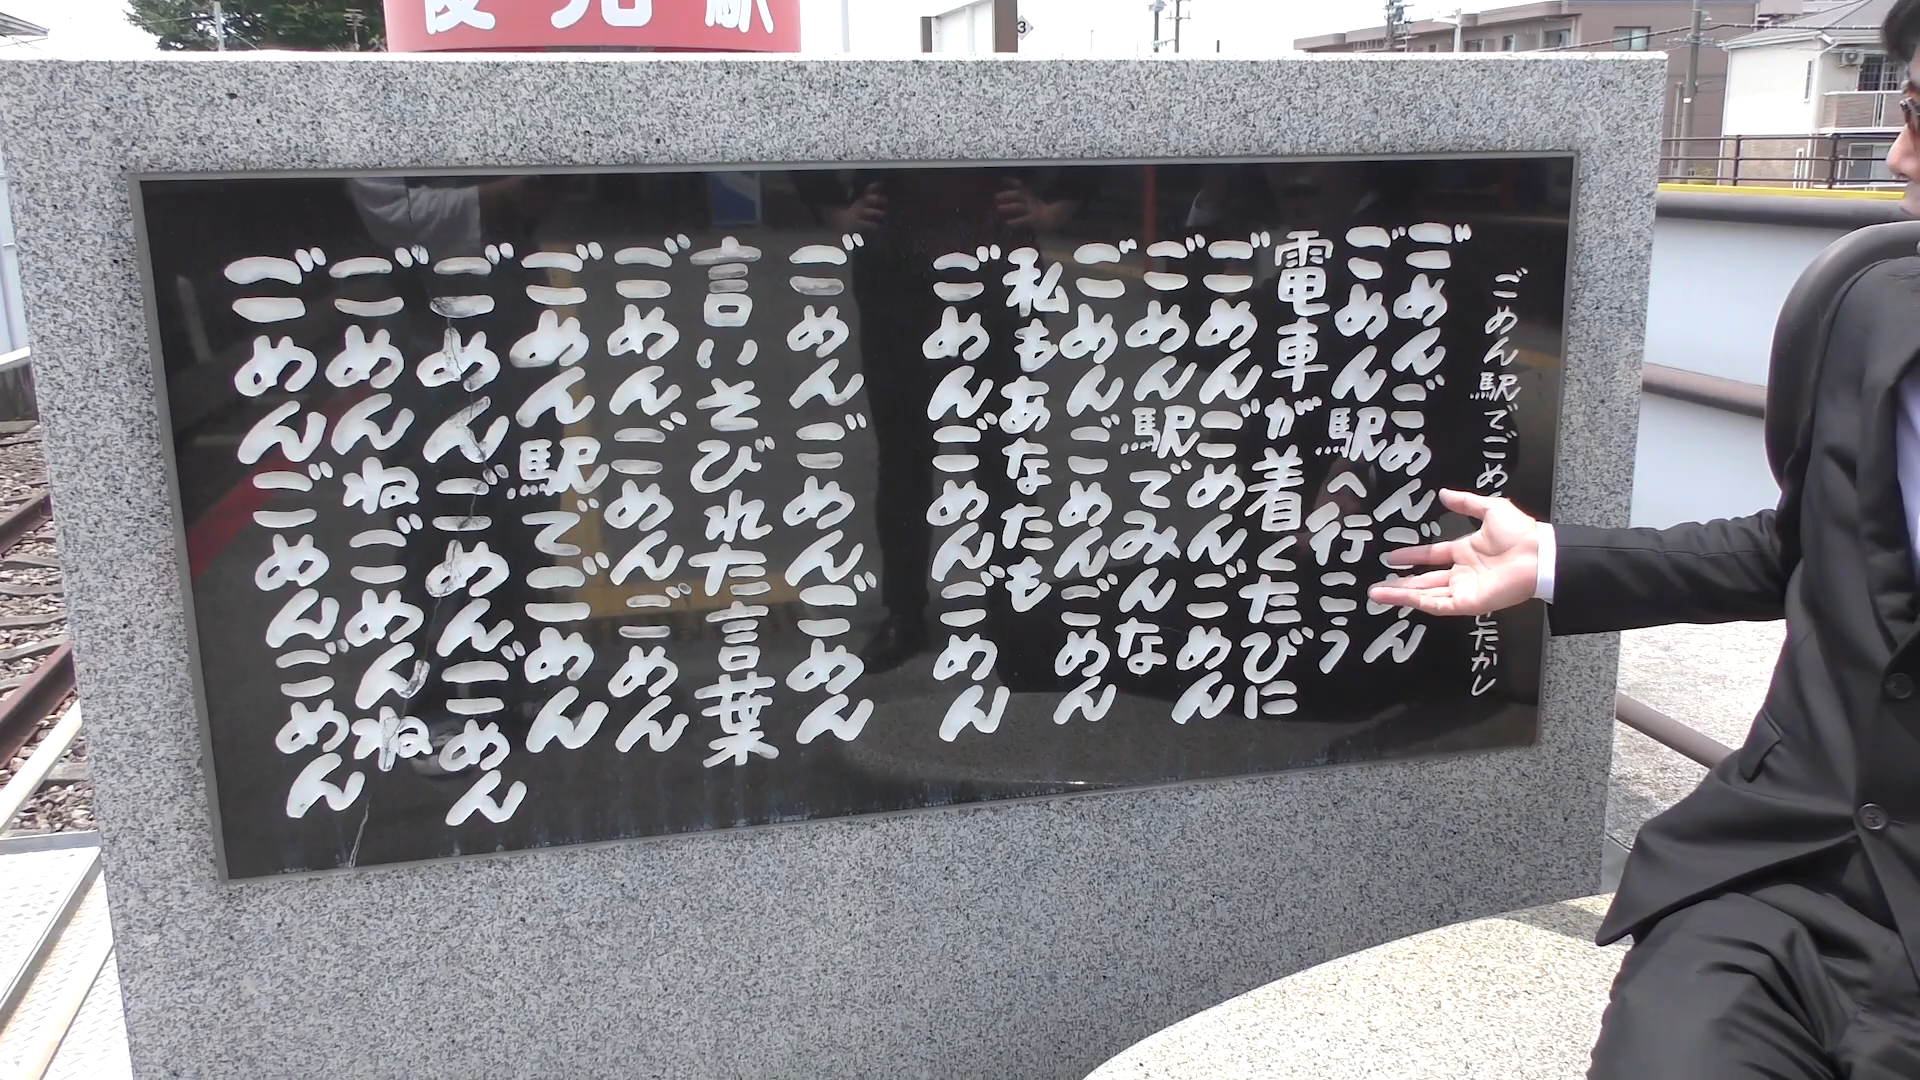 後免駅
3
ごめん駅でごめ
たかし
ごめんごめんご
ごめん駅へ行こう
電車が着くたびに
ごめんごめんごめん
ごめん駅でみんな
ごめんごめんごめん
私もあなたも
ごめんごめんごめん
ごめんごめんごめん
言いそびれた言葉
ごめんごめんごめん
ごめん駅でごめん
ごめんごめんごめん
ごめんねごめんね
ごめんごめんごめん